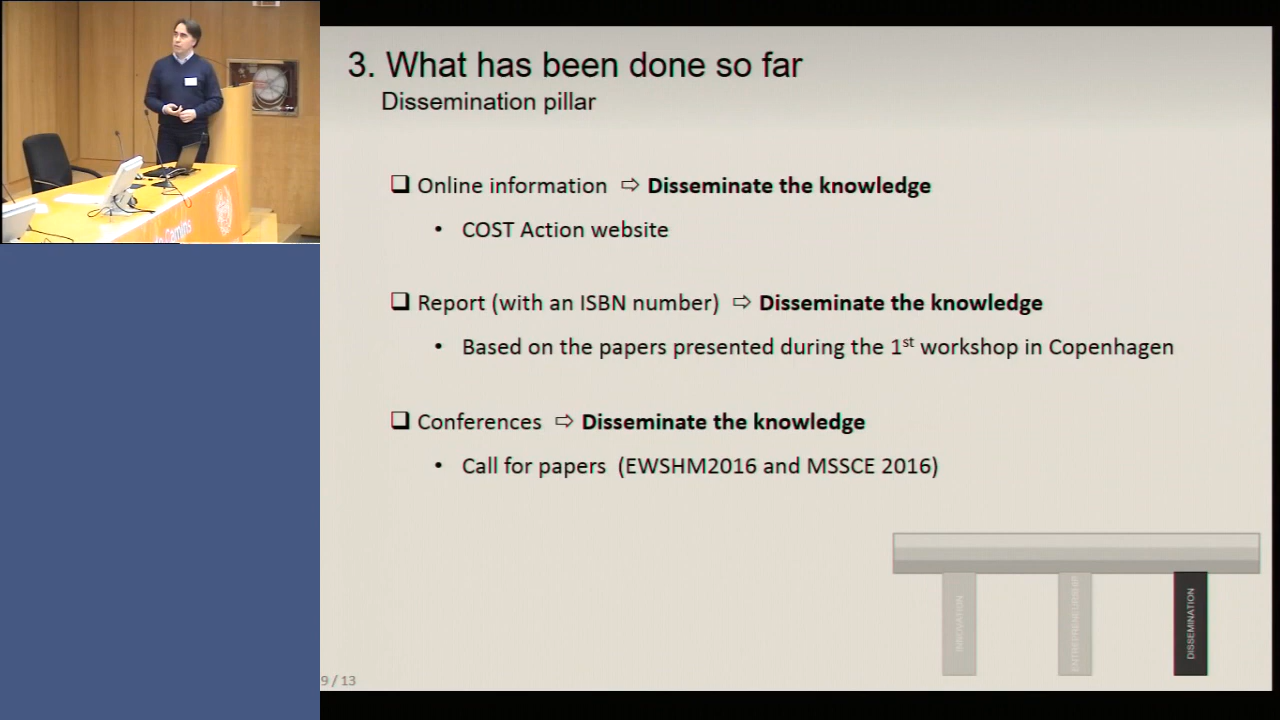 3. What has been done so far
Dissemination pillar
Online information ⇨ Disseminate the knowledge
• COST Action website
Report (with an ISBN number) ⇨ Disseminate the knowledge
• Based on the papers presented during the 1st workshop in Copenhagen
Conferences ⇨ Disseminate the knowledge
• Call for papers (EWSHM2016 and MSSCE 2016)
INNOVATION
ENTREPRENEURSHIP
DISSEMINATION
9 / 13